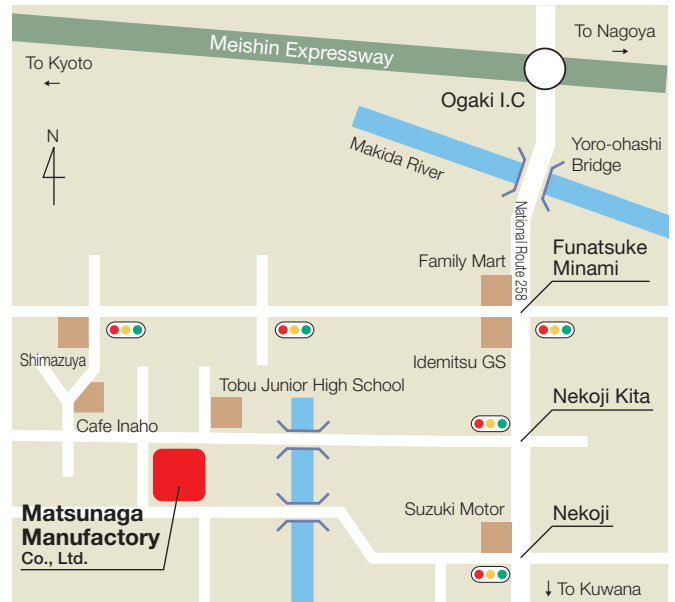 To Nagoya
→
Meishin Expressway
To Kyoto
←
Ogaki I.C
N
Makida River
Yoro-ohashi
Bridge
National Route 258
Funatsuke
Minami
Family Mart
Shimazuya
Idemitsu GS
Tobu Junior High School
Nekoji Kita
Cafe Inaho
Matsunaga
Manufactory
Co., Ltd.
Suzuki Motor
Nekoji
↓ To Kuwana